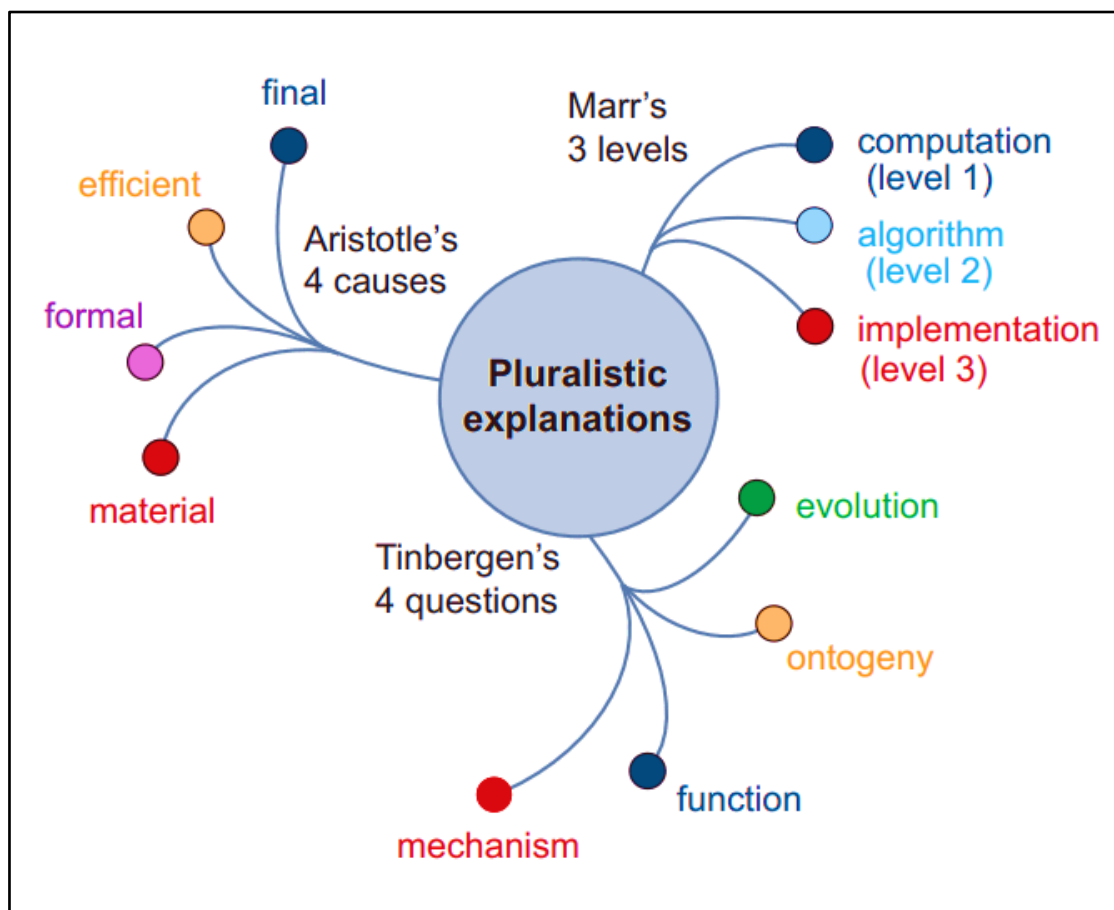 final
efficient
Aristotle's
4 causes
formal
material
Marr's
3 levels
computation
(level 1)
algorithm
(level 2)
implementation
(level 3)
Pluralistic
explanations
Tinbergen's
4 questions
evolution
ontogeny
function
mechanism